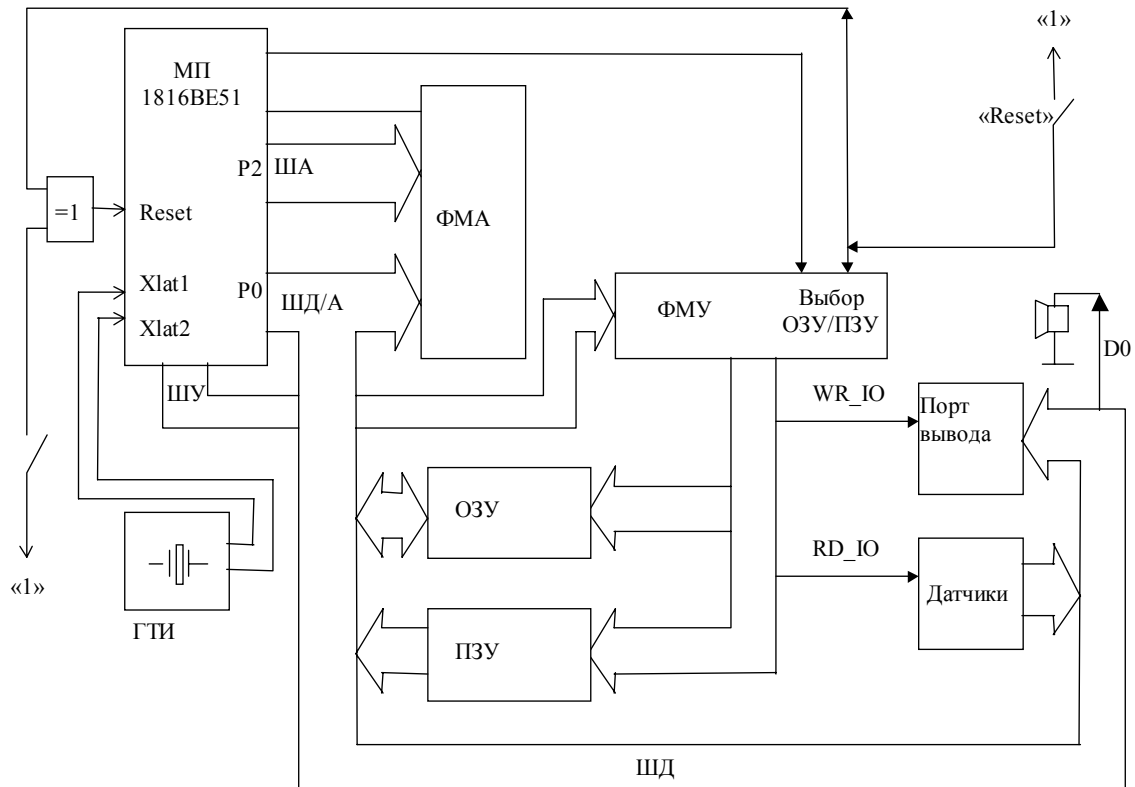 «1»
МП
1816ВЕ51
«Reset»
P2
ША
=1
Reset
ФМА
Xlat1
P0
ШД/А
Xlat2
ФМУ
Выбор
ОЗУ/ПЗУ
D0
ШУ
WR_IO
Порт
вывода
ОЗУ
RD_IO
«1»
Датчики
ГТИ
ПЗУ
ШД